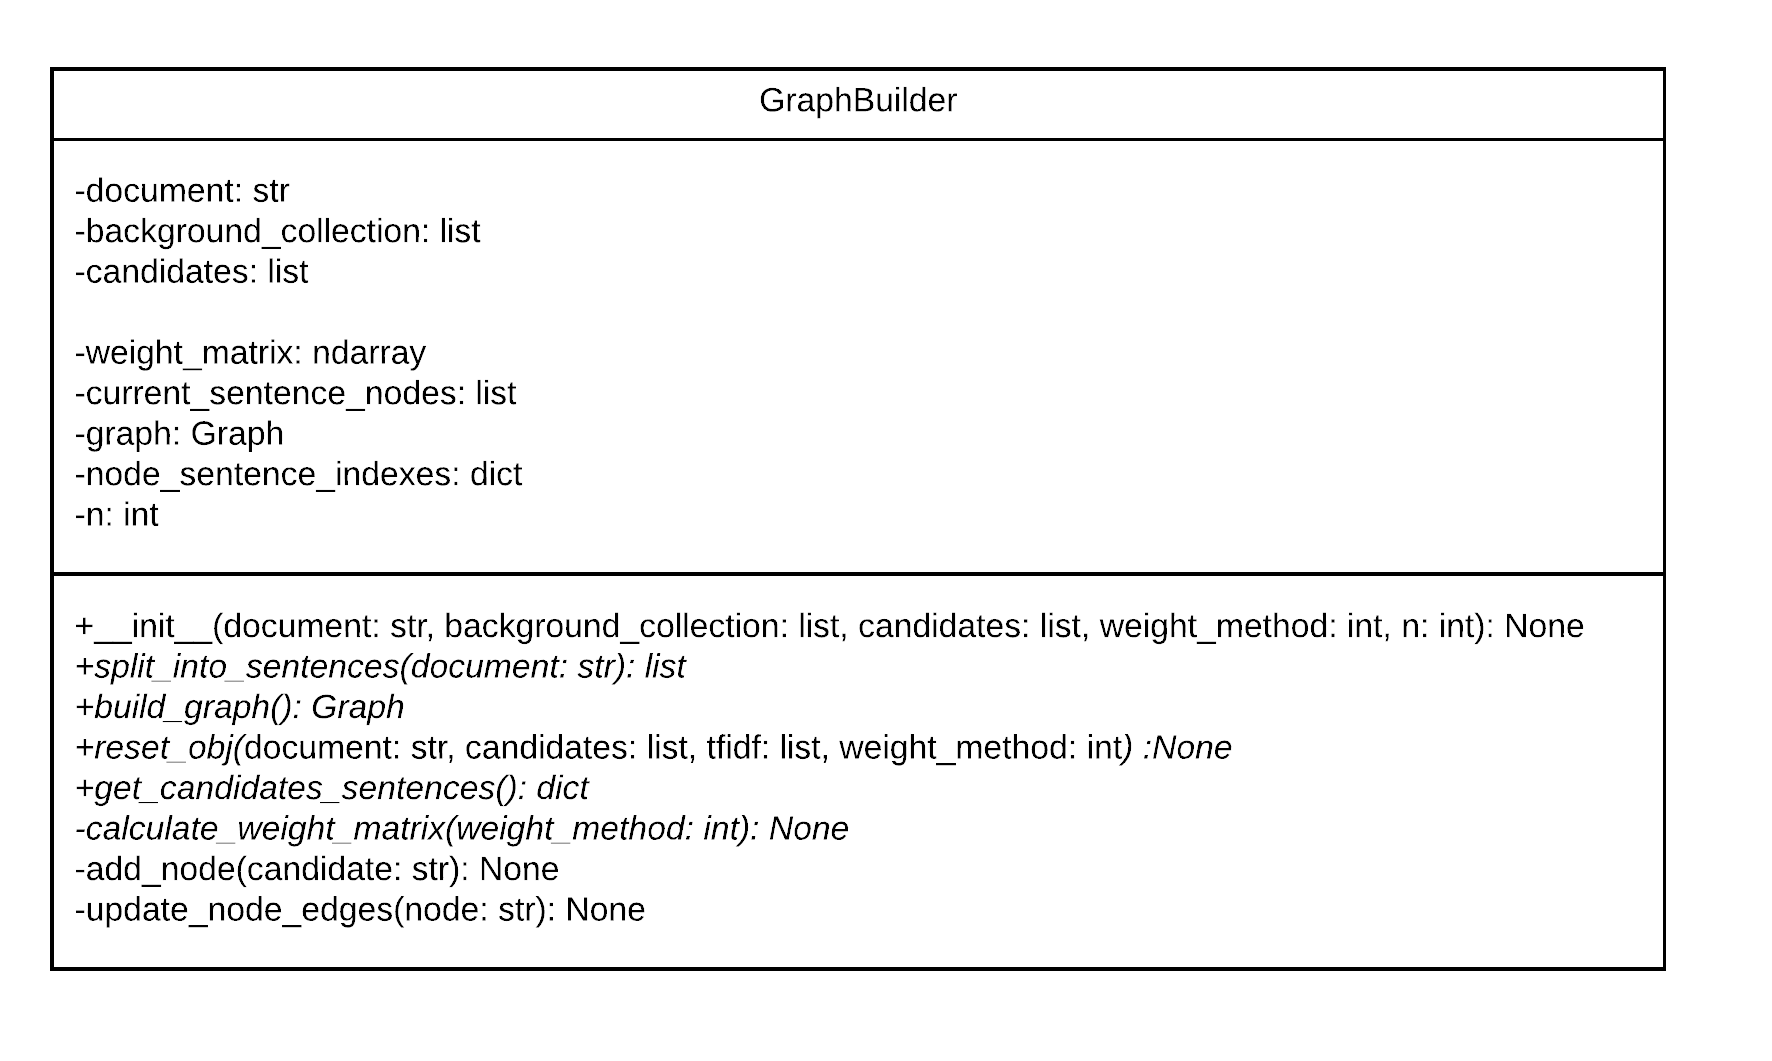 GraphBuilder
-document: str
-background_collection: list
-candidates: list
-weight_matrix: ndarray
-current_sentence_nodes: list
-graph: Graph
-node_sentence_indexes: dict
-n: int
+__init__(document: str, background_collection: list, candidates: list, weight_method: int, n: int): None
+split_into_sentences(document: str): list
+build_graph(): Graph
+reset_obj(document: str, candidates: list, tfidf: list, weight_method: int) :None
+get_candidates_sentences(): dict
-calculate_weight_matrix(weight_method: int): None
-add_node(candidate: str): None
-update_node_edges(node: str): None